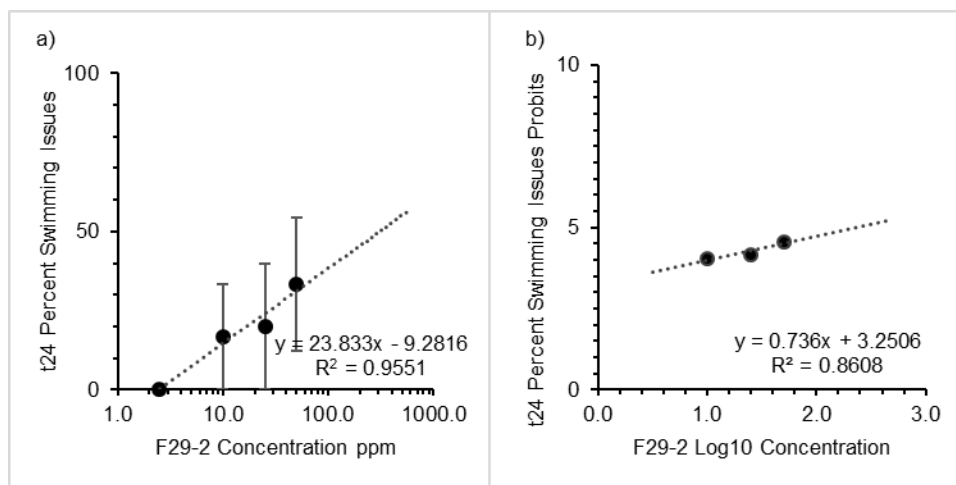 a)
t24 Percent Swimming Issues
100
50
0
y = 23.833x - 9.2816
R² = 0.9551
1.0 10.0 100.0 1000.0
F29-2 Concentration ppm
b)
t24 Percent Swimming Issues Probits
10
5
0
y = 0.736x + 3.2506
R² = 0.8608
0.0 1.0 2.0 3.0
F29-2 Log10 Concentration